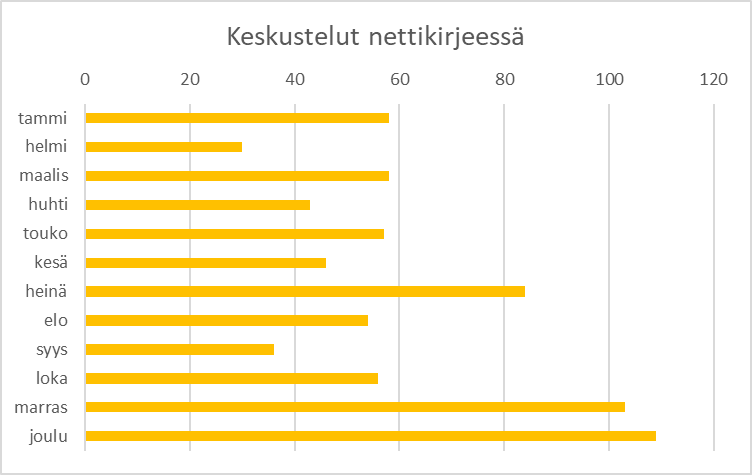 Keskustelut nettikirjeessä
0 20 40 60 80 100 120
tammi
helmi
maalis
huhti
touko
kesä
heinä
elo
syys
loka
marras
joulu